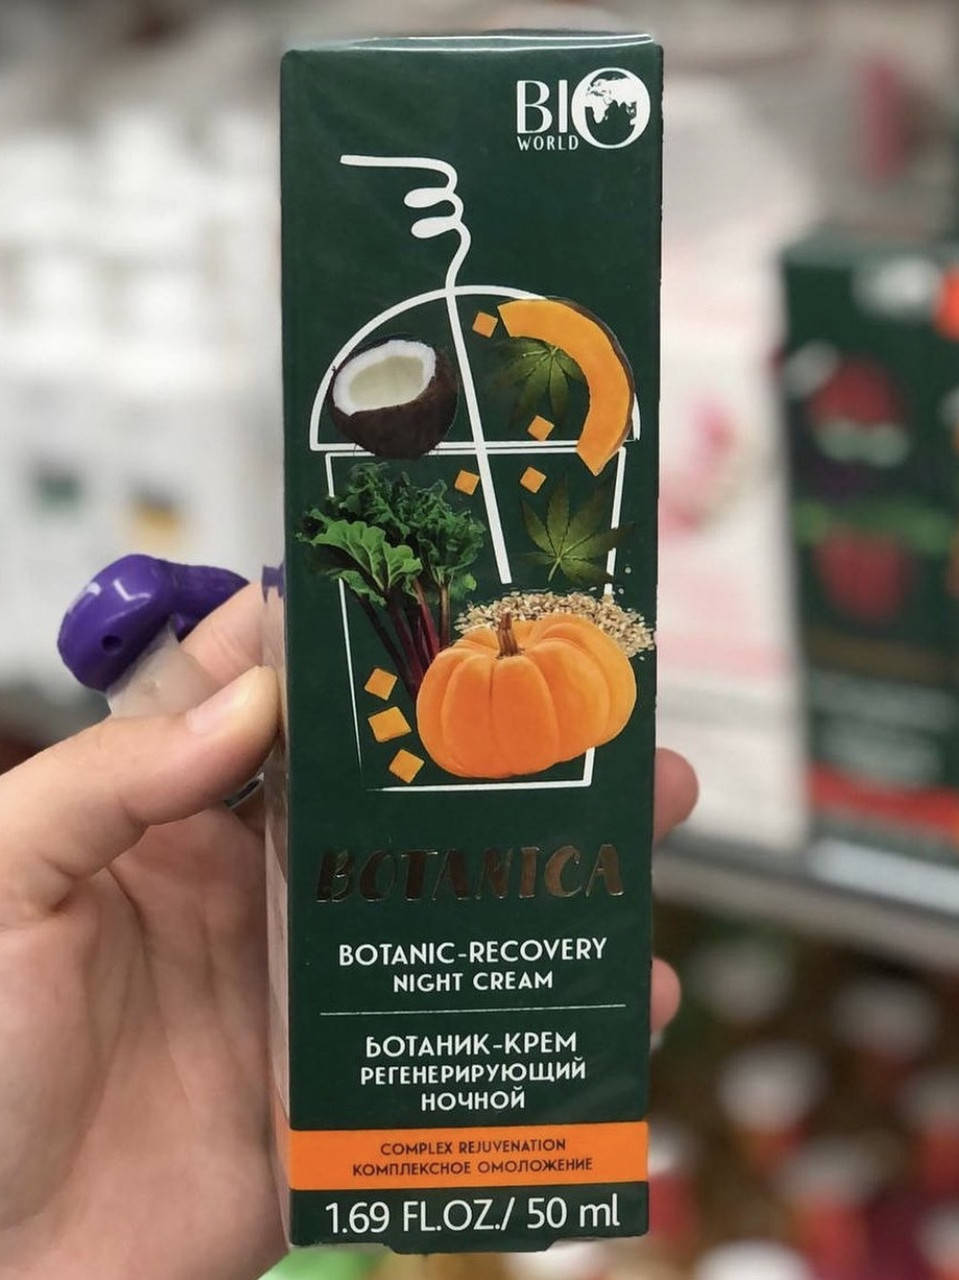 BIO
WORLD
BOTANICA
BOTANIC-RECOVERY
NIGHT CREAM
БОТАНИК-КРЕМ
РЕГЕНЕРИРУЮЩИЙ
НОЧНОЙ
COMPLEX REJUVENATION
КОМПЛЕКСНОЕ ОМОЛОЖЕНИЕ
1.69 FL.OZ./ 50 ml